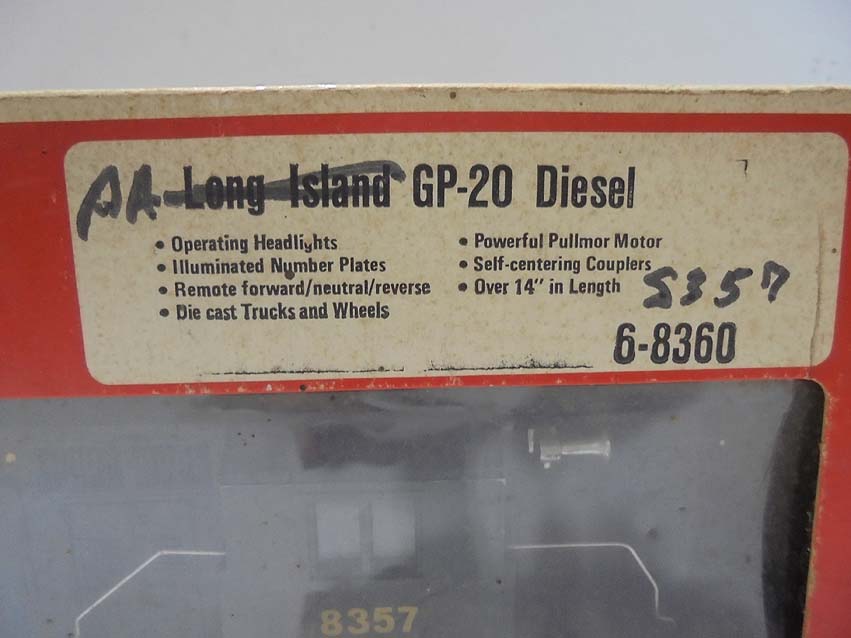 PA Long Island GP-20 Diesel
• Operating Headlights
• Illuminated Number Plates
• Remote forward/neutral/reverse
• Die cast Trucks and Wheels
• Powerful Pullmor Motor
• Self-centering Couplers
• Over 14" in Length
8357
6-8360
8357